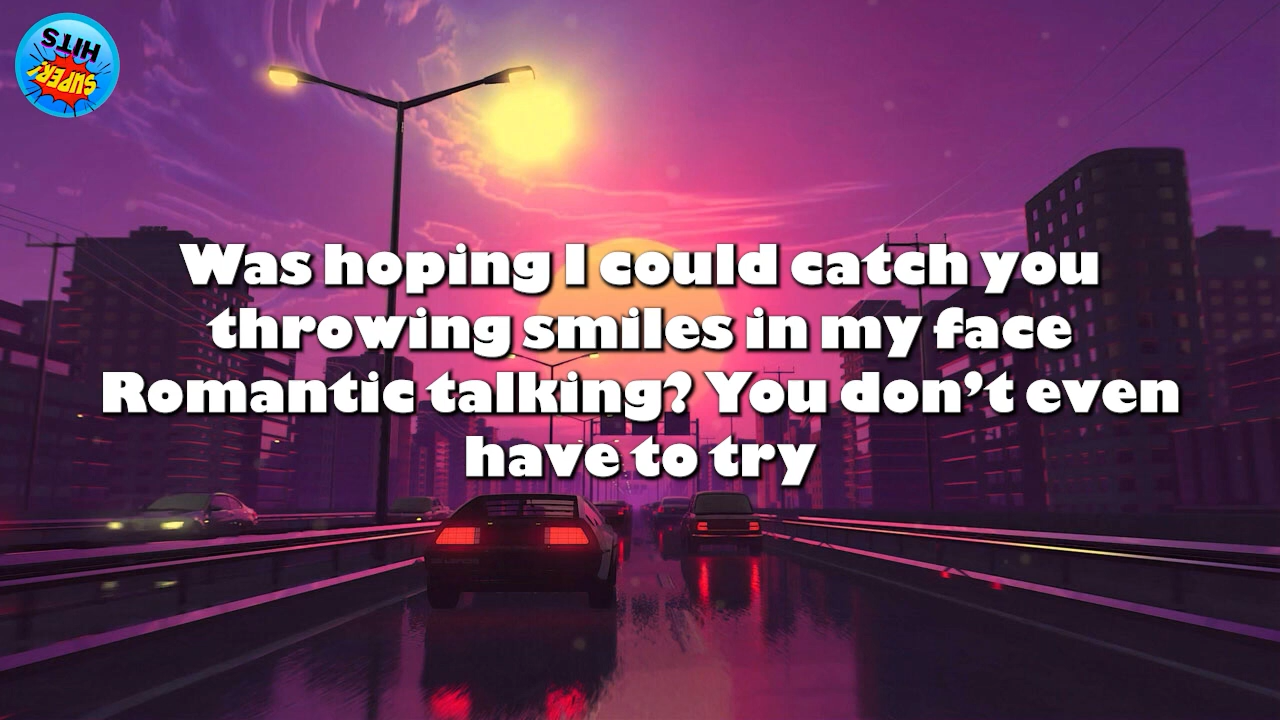 SUPER!
HITS
Was hoping I could catch you
throwing smiles in my face
Romantic talking? You don’t even
have to try